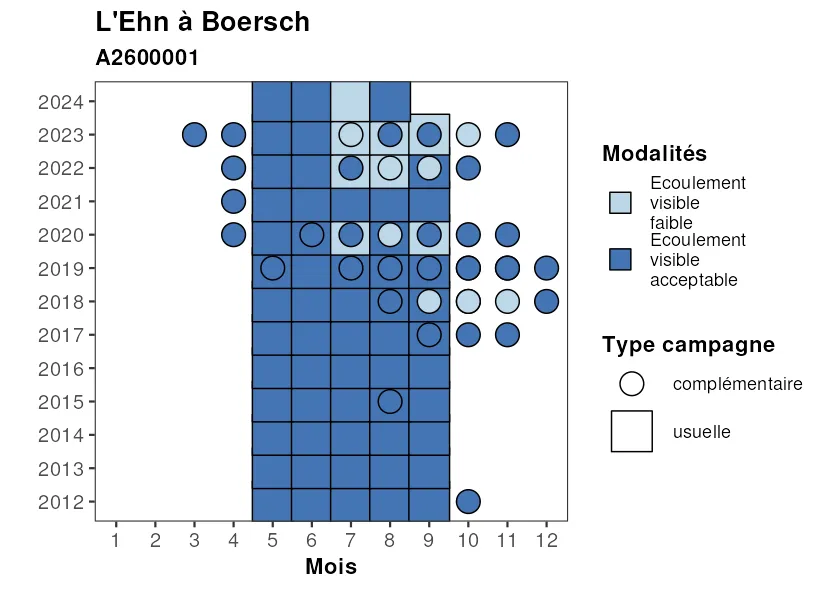 L'Ehn à Boersch
A2600001
2024
2023
2022
2021
2020
2019
2018
2017
2016
2015
2014
2013
2012
1 2 3 4 5 6 7 8 9 10 11 12
Mois
Modalités
Ecoulement
visible
faible
Ecoulement
visible
acceptable
Type campagne
complémentaire
usuelle